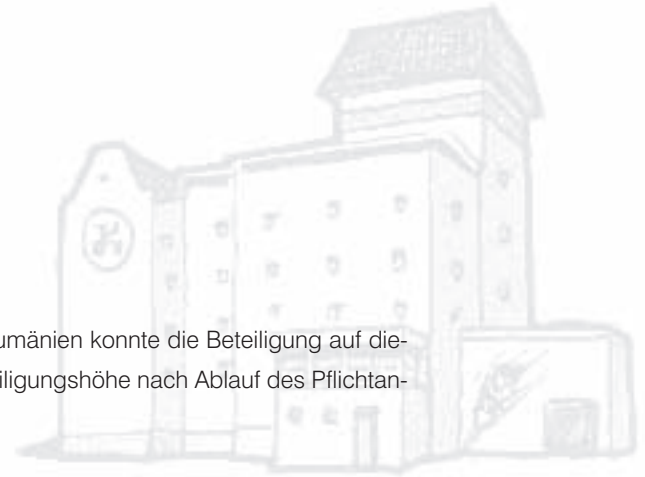 umänien konnte die Beteiligung auf die-
iligungshöhe nach Ablauf des Pflichtan-